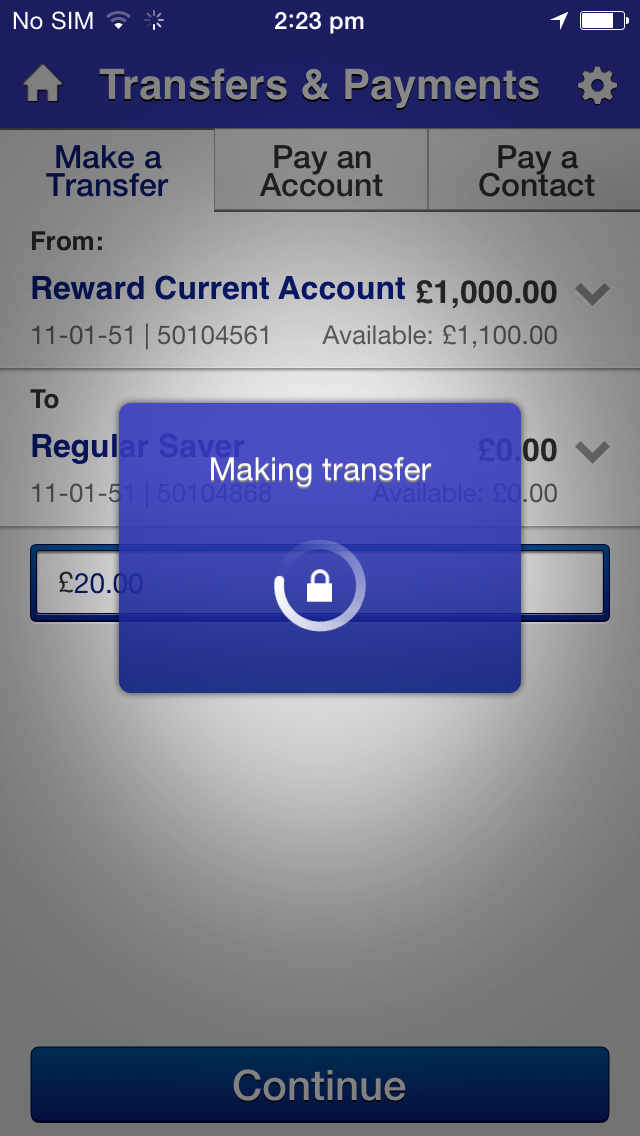 No SIM 2:23 pm
Transfers & Payments
Make a
Transfer
Pay an
Account
Pay a
Contact
From:
Reward Current Account £1,000.00
11-01-51 | 50104561 Available: £1,100.00
To
Regular Saver £0.00
Making transfer
11-01-51 | 50104868 Available: £0.00
£20.00
Continue